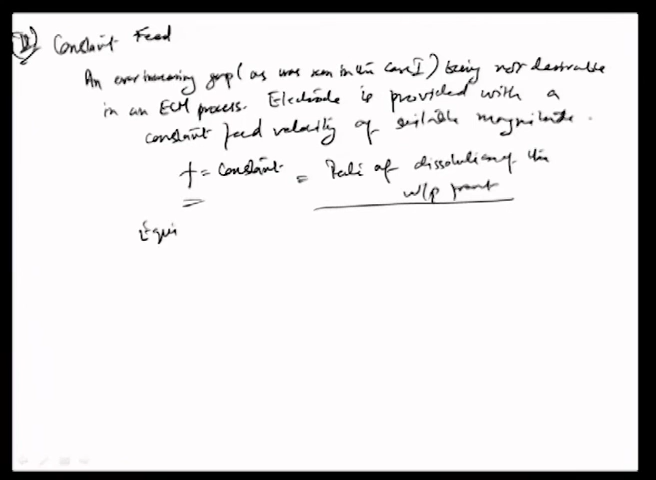 (II) Constant Feed
An ever increasing gap (as was seen in the Case I) being not desirable
in an ECM process. Electrode is provided with a
constant feed velocity of suitable magnitude.
f = constant = Rate of dissolution of the
w/p front
Equi